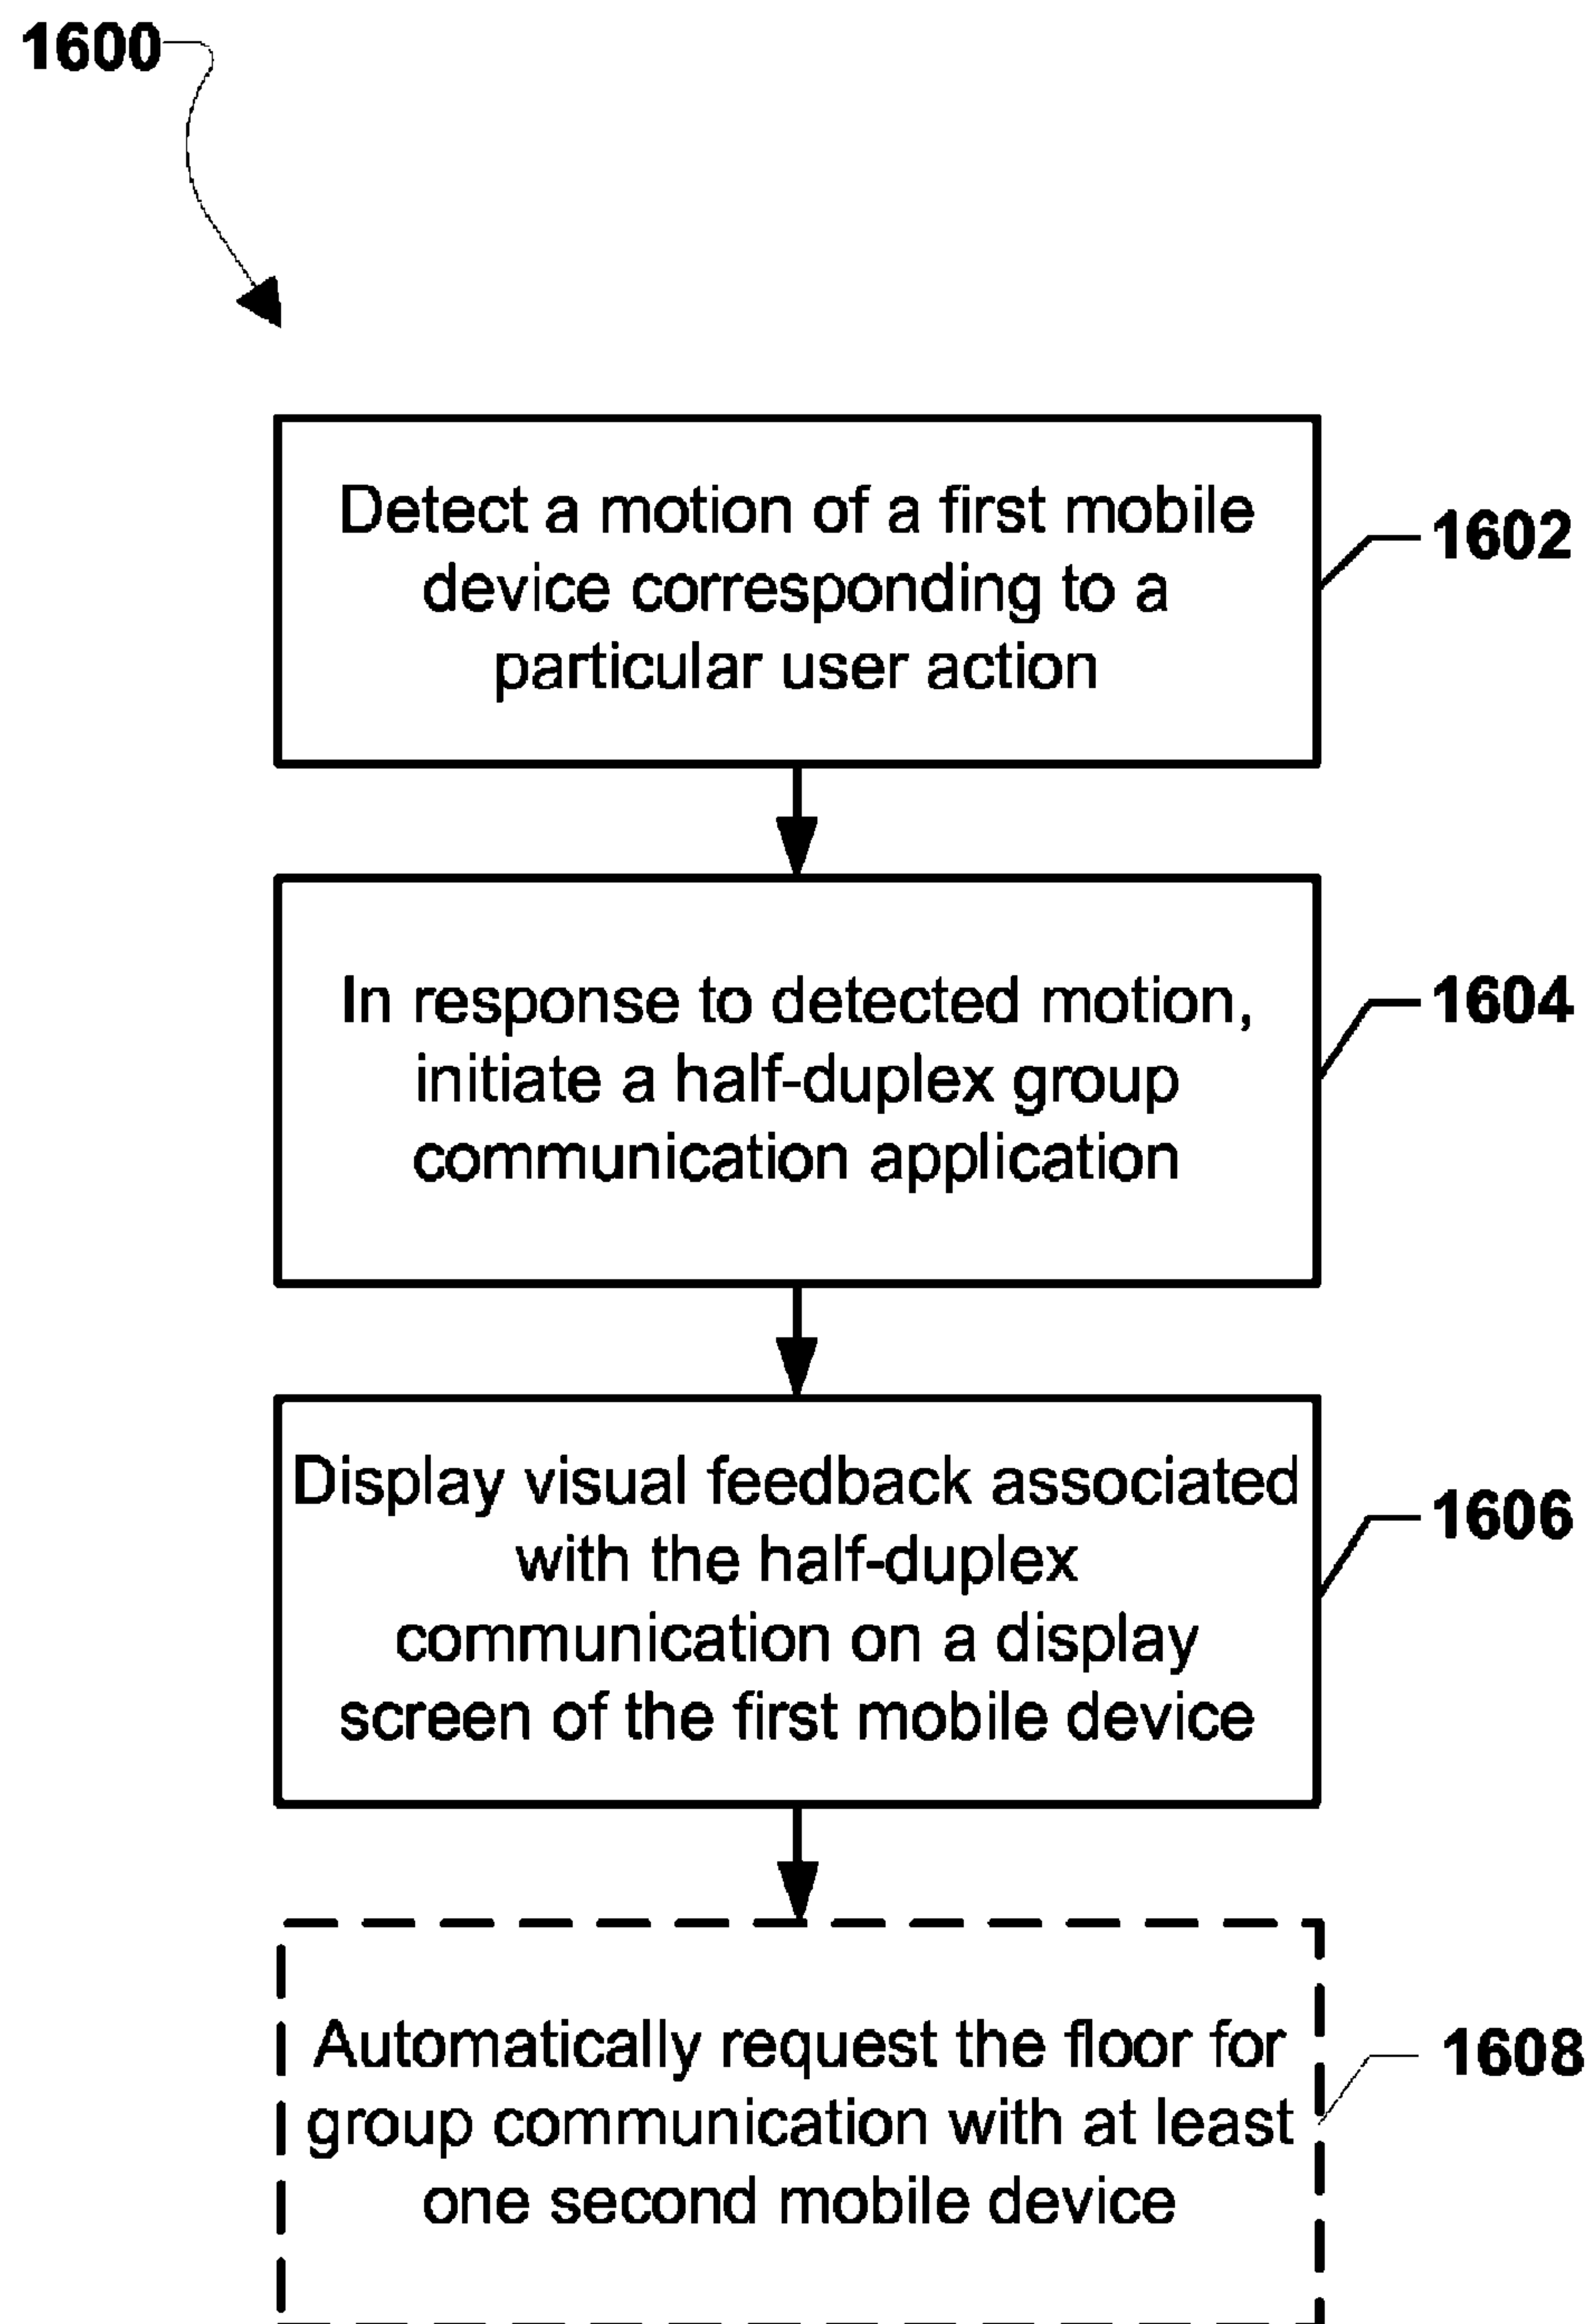 1600
Detect a motion of a first mobile
device corresponding to a
particular user action
1602
In response to detected motion,
initiate a half-duplex group
communication application
1604
Display visual feedback associated
with the half-duplex
communication on a display
screen of the first mobile device
1606
Automatically request the floor for
group communication with at least
one second mobile device
1608